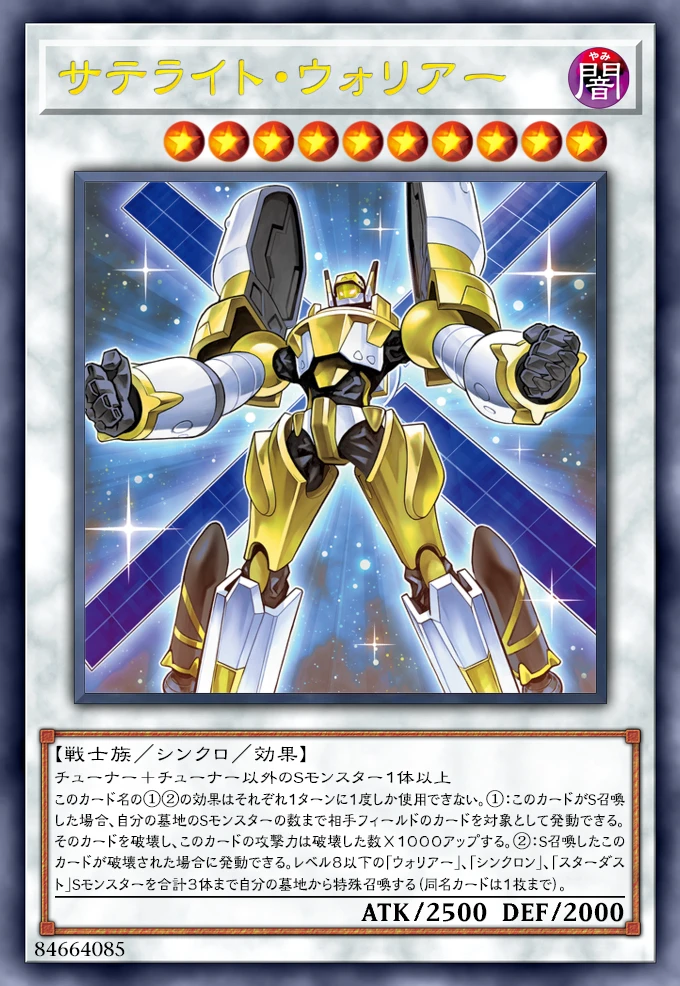 サテライト・ウォリアー
やみ
闇
【戦士族／シンクロ／効果】
チューナー＋チューナー以外のSモンスター1体以上
このカード名の①②の効果はそれぞれ1ターンに1度しか使用できない。①：このカードがS召喚
した場合、自分の墓地のSモンスターの数まで相手フィールドのカードを対象として発動できる。
そのカードを破壊し、このカードの攻撃力は破壊した数×1000アップする。②：S召喚したこの
カードが破壊された場合に発動できる。レベル8以下の「ウォリアー」、「シンクロン」、「スターダス
ト」Sモンスターを合計3体まで自分の墓地から特殊召喚する（同名カードは1枚まで）。
ATK/2500 DEF/2000
84664085